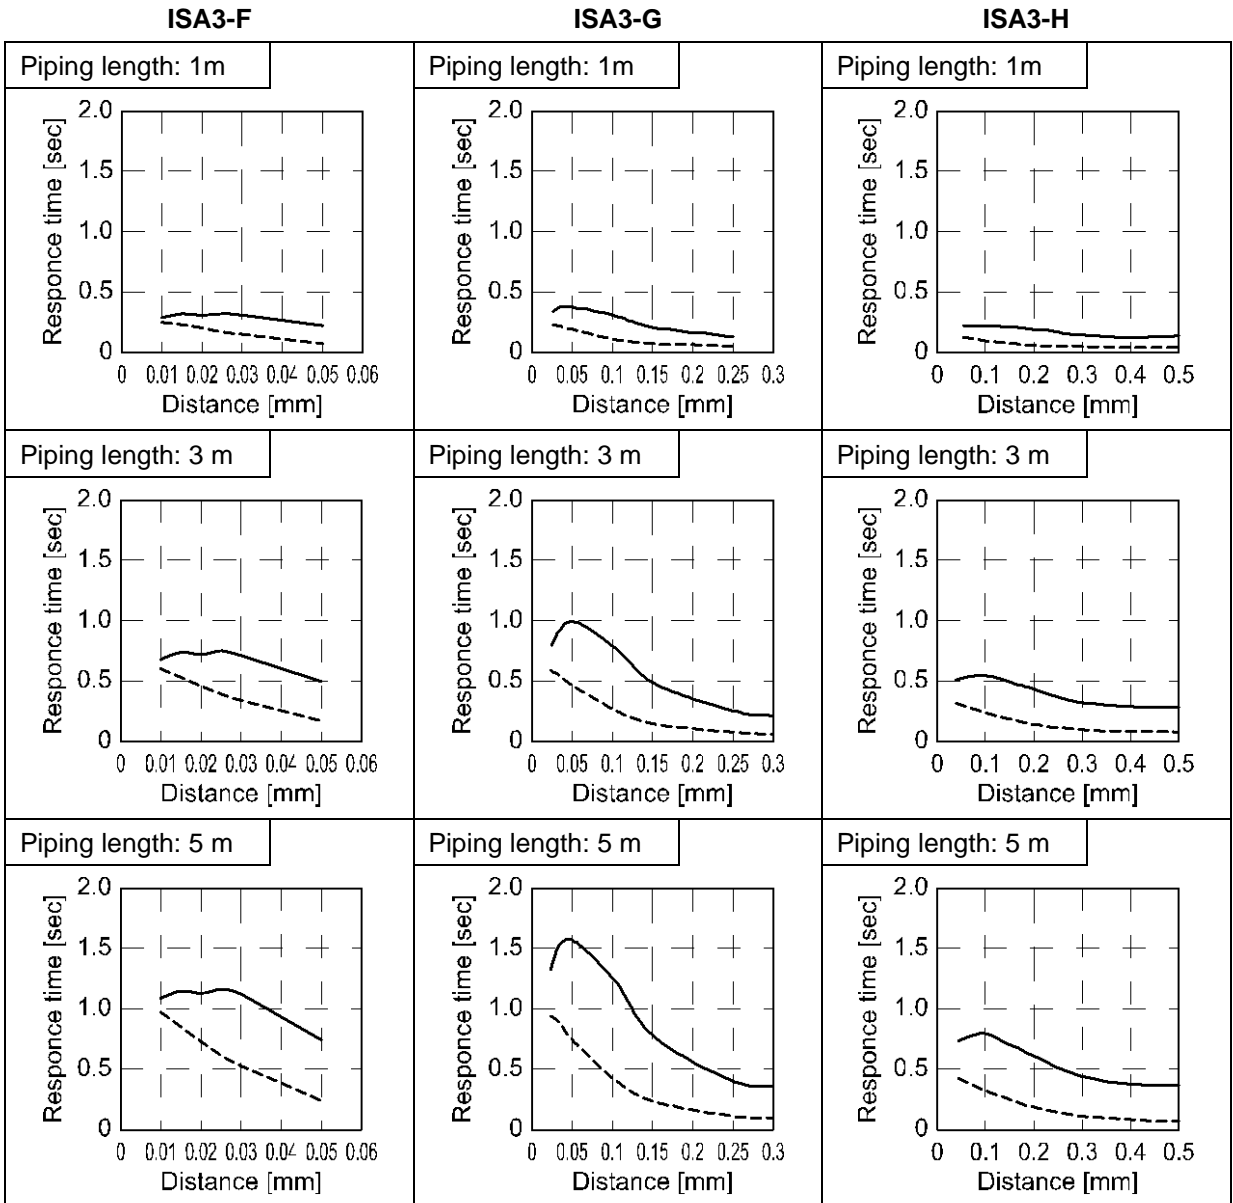 ISA3-F ISA3-G ISA3-H
Piping length: 1m
2.0
1.5
1.0
0.5
0
Responce time [sec]
0 0.01 0.02 0.03 0.04 0.05 0.06
Distance [mm]
Piping length: 1m
2.0
1.5
1.0
0.5
0
Responce time [sec]
0 0.05 0.1 0.15 0.2 0.25 0.3
Distance [mm]
Piping length: 1m
2.0
1.5
1.0
0.5
0
Responce time [sec]
0 0.1 0.2 0.3 0.4 0.5
Distance [mm]
Piping length: 3 m
2.0
1.5
1.0
0.5
0
Responce time [sec]
0 0.01 0.02 0.03 0.04 0.05 0.06
Distance [mm]
Piping length: 3 m
2.0
1.5
1.0
0.5
0
Responce time [sec]
0 0.05 0.1 0.15 0.2 0.25 0.3
Distance [mm]
Piping length: 3 m
2.0
1.5
1.0
0.5
0
Responce time [sec]
0 0.1 0.2 0.3 0.4 0.5
Distance [mm]
Piping length: 5 m
2.0
1.5
1.0
0.5
0
Responce time [sec]
0 0.01 0.02 0.03 0.04 0.05 0.06
Distance [mm]
Piping length: 5 m
2.0
1.5
1.0
0.5
0
Responce time [sec]
0 0.05 0.1 0.15 0.2 0.25 0.3
Distance [mm]
Piping length: 5 m
2.0
1.5
1.0
0.5
0
Responce time [sec]
0 0.1 0.2 0.3 0.4 0.5
Distance [mm]